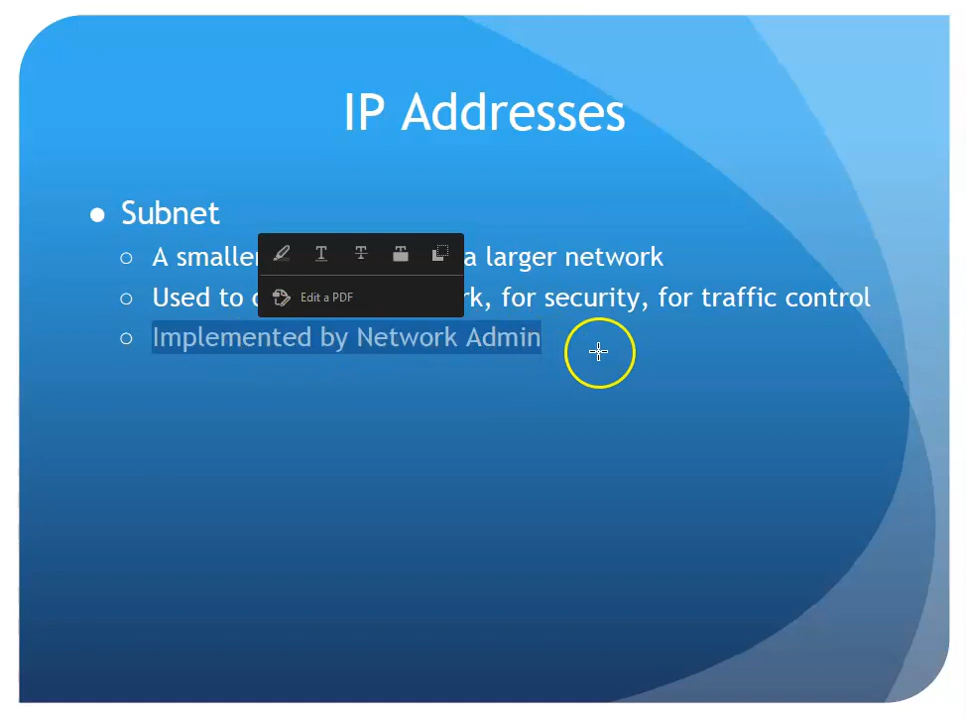 IP Addresses
● Subnet
○ A smaller a larger network
○ Used to for security, for traffic control
○ Implemented by Network Admin
Edit a PDF